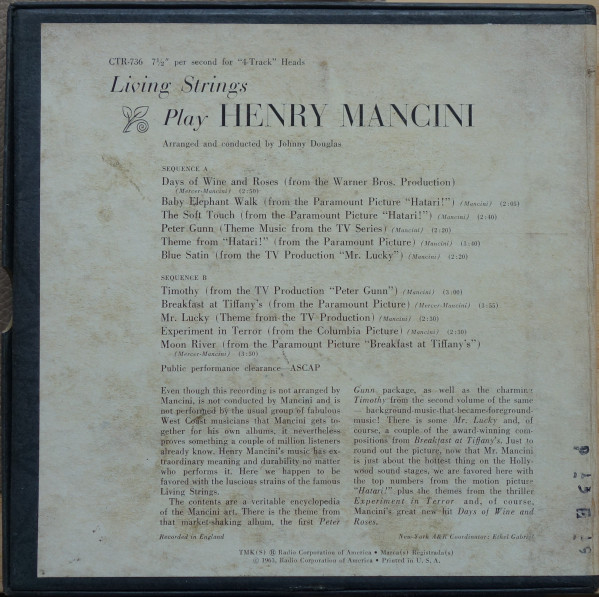 CTR-736 7½" per second for "4-Track" Heads
Living Strings
Play HENRY MANCINI
Arranged and conducted by Johnny Douglas
SEQUENCE A
Days of Wine and Roses (from the Warner Bros. Production)
(Mercer-Mancini) (2:50)
Baby Elephant Walk (from the Paramount Picture "Hatari!") (Mancini)
The Soft Touch (from the Paramount Picture "Hatari!") (Mancini) (2:40)
Peter Gunn (Theme Music from the TV Series) (Mancini) (2:20)
Theme from "Hatari!" (from the Paramount Picture) (Mancini)
Blue Satin (from the TV Production "Mr. Lucky") (Mancini) (2:20)
SEQUENCE B
Timothy (from the TV Production "Peter Gunn") (Mancini)
Breakfast at Tiffany's (from the Paramount Picture) (Mercer-Mancini)
Mr. Lucky (Theme from the TV Production) (Mancini) (2:30)
Experiment in Terror (from the Columbia Picture) (Mancini) (2:30)
Moon River (from the Paramount Picture "Breakfast at Tiffany's")
(Mercer-Mancini) (3:20)
Public performance clearance—ASCAP
Even though this recording is not arranged by
Mancini, is not conducted by Mancini and is
not performed by the usual group of fabulous
West Coast musicians that Mancini gets to-
gether for his own albums, it nevertheless
proves something a couple of million listeners
already know. Henry Mancini's music has ex-
traordinary meaning and durability no matter
who performs it. Here we happen to be
favored with the luscious strains of the famous
Living Strings.
The contents are a veritable encyclopedia
of the Mancini art. There is the theme from
that market-shaking album, the first Peter
Gunn package, as well as the charming
Timothy from the second volume of the same
—background-music-that-became-foreground-
music! There is some Mr. Lucky and, of
course, a couple of the award-winning com-
positions from Breakfast at Tiffany's. Just to
round out the picture, now that Mr. Mancini
is just about the hottest thing on the Holly-
wood sound stages, we are favored here with
the top numbers from the motion picture
"Hatari!" plus the themes from the thriller
Experiment in Terror and, of course,
Mancini's great new hit Days of Wine and
Roses.
Recorded in England
New York A&R Coordinator: Ethel Gabriel
TMK(S) ® Radio Corporation of America • Marca(s) Registrada(s)
© 1963, Radio Corporation of America • Printed in U. S. A.